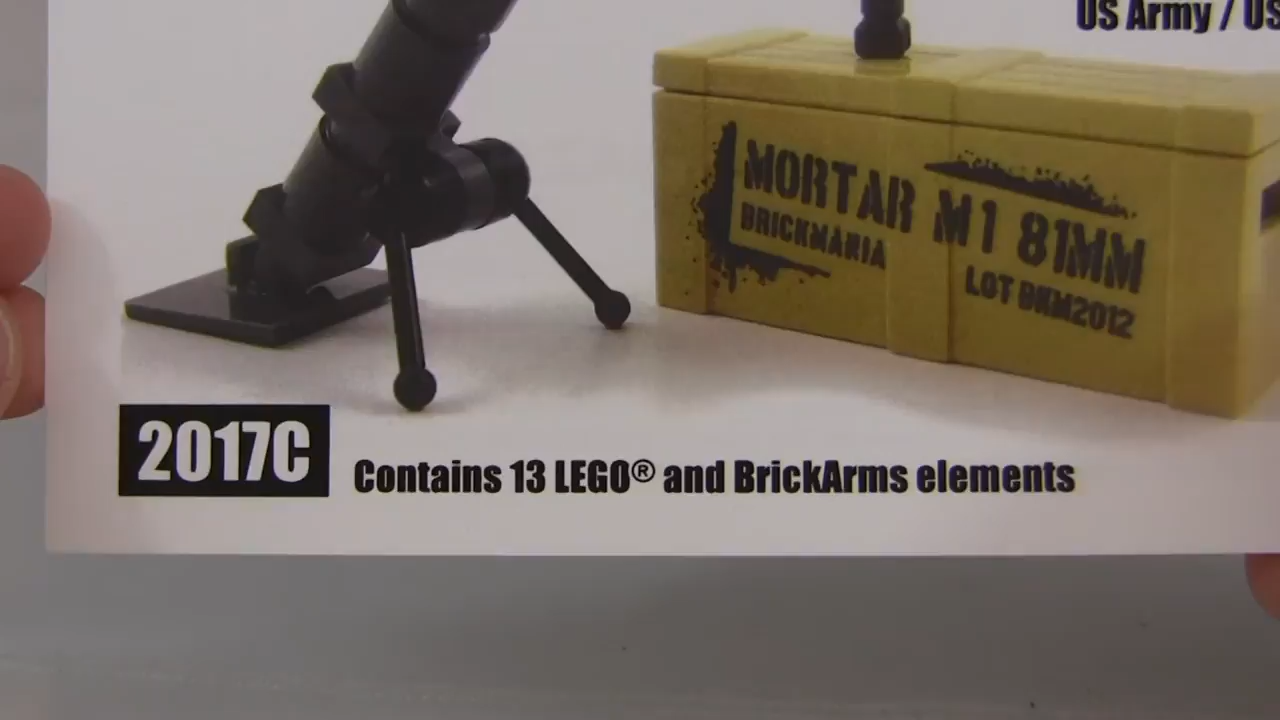 US Army / US
MORTAR M1 81MM
BRICKMANIA
LOT BKM2012
2017C
Contains 13 LEGO® and BrickArms elements